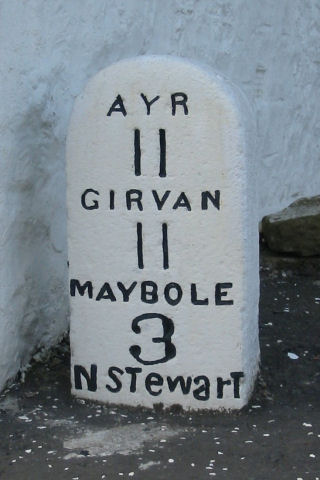 AYR
11
GIRVAN
11
MAYBOLE
3
N Stewart